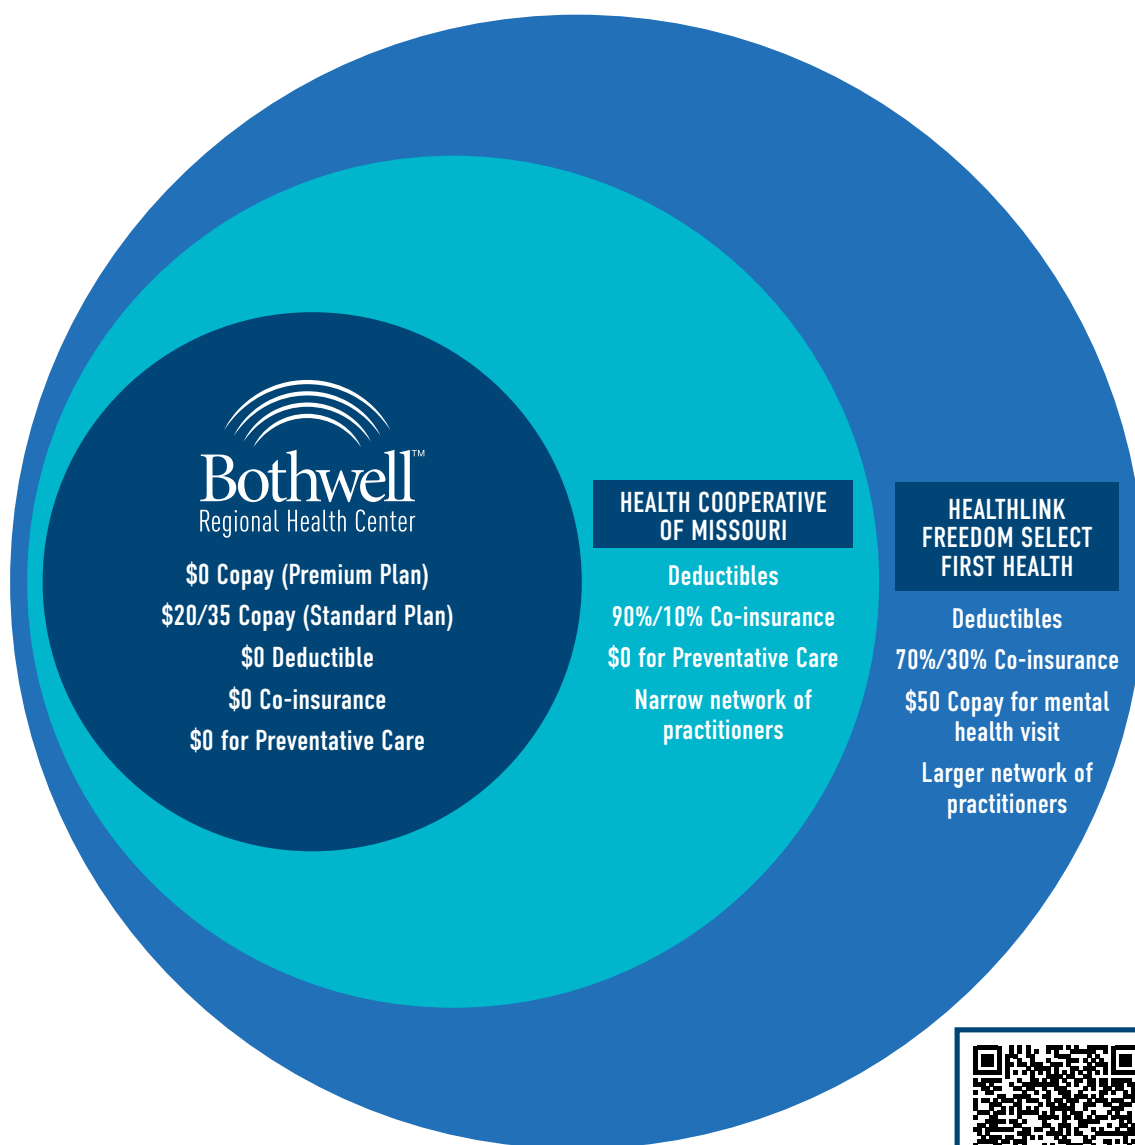 Bothwell™
Regional Health Center
$0 Copay (Premium Plan)
$20/35 Copay (Standard Plan)
$0 Deductible
$0 Co-insurance
$0 for Preventative Care
HEALTH COOPERATIVE
OF MISSOURI
Deductibles
90%/10% Co-insurance
$0 for Preventative Care
Narrow network of
practitioners
HEALTHLINK
FREEDOM SELECT
FIRST HEALTH
Deductibles
70%/30% Co-insurance
$50 Copay for mental
health visit
Larger network of
practitioners